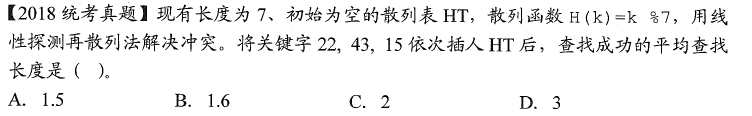 【2018 统考真题】现有长度为 7、初始为空的散列表 HT，散列函数 H(k)=k %7，用线
性探测再散列法解决冲突。将关键字 22, 43, 15 依次插人 HT 后，查找成功的平均查找
长度是（ ）。
A. 1.5 B. 1.6 C. 2 D. 3